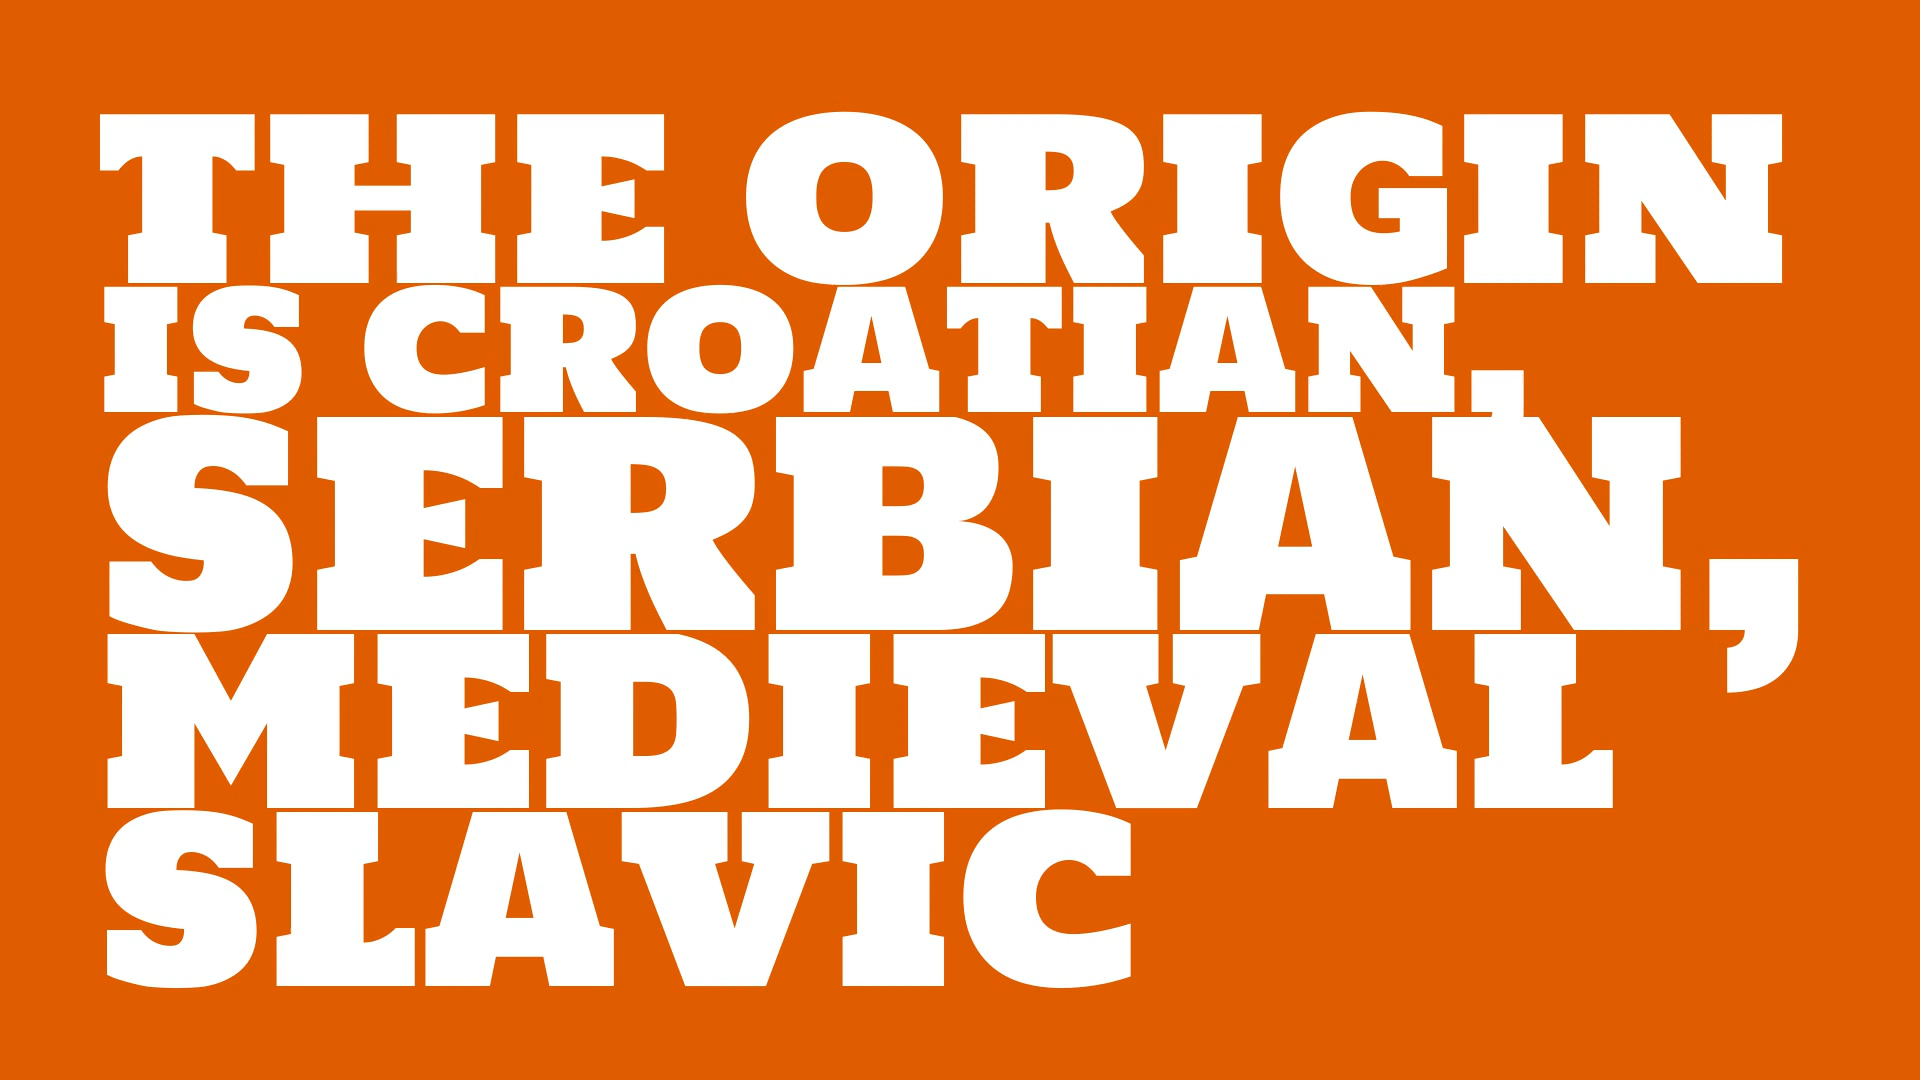 THE ORIGIN
IS CROATIAN,
SERBIAN,
MEDIEVAL
SLAVIC